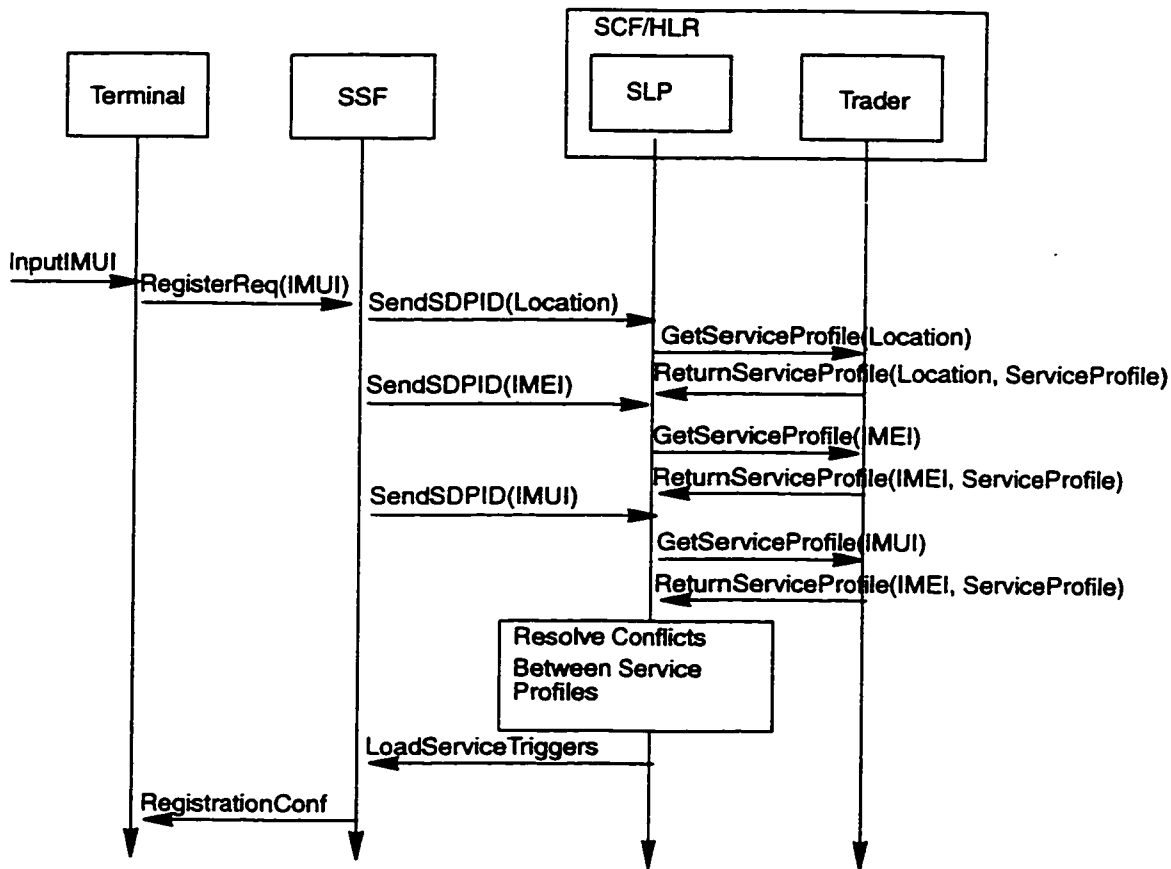 SCF/HLR
Terminal
SSF
SLP
Trader
InputIMUI
RegisterReq(IMUI)
SendSDPID(Location)
GetServiceProfile(Location)
ReturnServiceProfile(Location, ServiceProfile)
SendSDPID(IMEI)
GetServiceProfile(IMEI)
ReturnServiceProfile(IMEI, ServiceProfile)
SendSDPID(IMUI)
GetServiceProfile(IMUI)
ReturnServiceProfile(IMEI, ServiceProfile)
Resolve Conflicts
Between Service
Profiles
LoadServiceTriggers
RegistrationConf